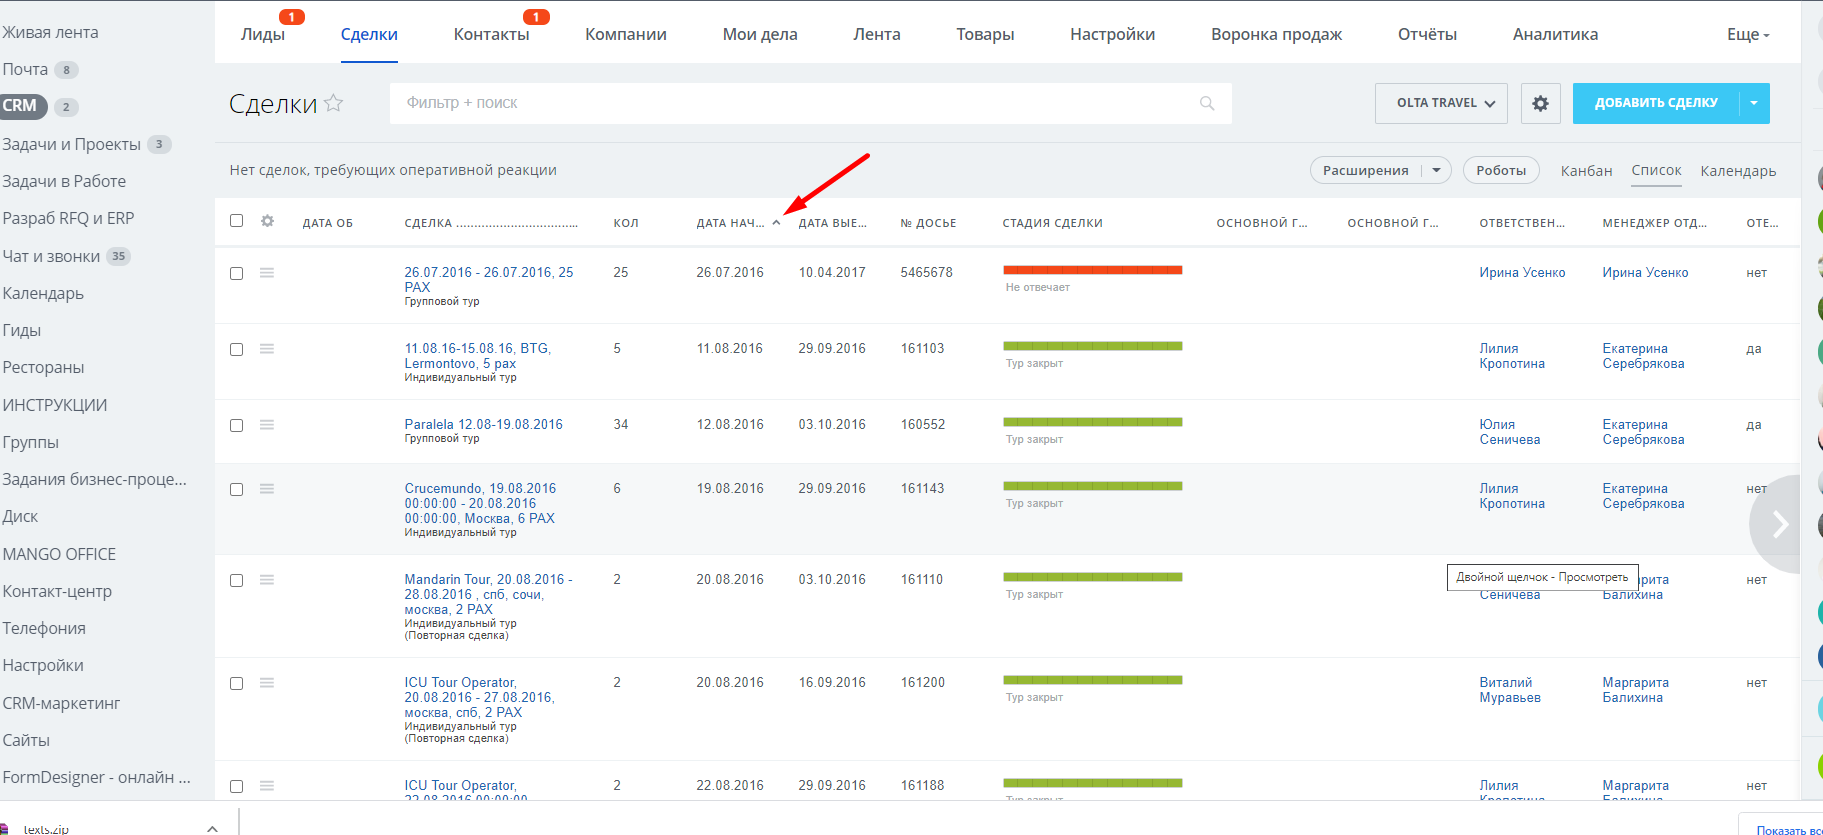 1
1
Лиды
Сделки
Контакты
Компании
Мои дела
Лента
Товары
Настройки
Воронка продаж
Отчёты
Аналитика
Еще
Живая лента
Почта 8
CRM 2
Задачи и Проекты 3
Задачи в Работе
Разраб RFQ и ERP
Чат и звонки 35
Календарь
Гиды
Рестораны
ИНСТРУКЦИИ
Группы
Задания бизнес-проце...
Диск
MANGO OFFICE
Контакт-центр
Телефония
Настройки
CRM-маркетинг
Сайты
FormDesigner - онлайн ...
Сделки
Фильтр + поиск
OLTA TRAVEL
ДОБАВИТЬ СДЕЛКУ
Нет сделок, требующих оперативной реакции
Расширения
Роботы
Канбан
Список
Календарь
ДАТА ОБ
СДЕЛКА ..................................
КОЛ
ДАТА НАЧ...
ДАТА ВЫЕ...
№ ДОСЬЕ
СТАДИЯ СДЕЛКИ
ОСНОВНОЙ Г...
ОСНОВНОЙ Г...
ОТВЕТСТВЕН...
МЕНЕДЖЕР ОТД...
ОТЕ...
26.07.2016 - 26.07.2016, 25
PAX
Групповой тур
25
26.07.2016
10.04.2017
5465678
Не отвечает
Ирина Усенко
Ирина Усенко
нет
11.08.16-15.08.16, BTG,
Lermontovo, 5 pax
Индивидуальный тур
5
11.08.2016
29.09.2016
161103
Тур закрыт
Лилия
Кропотина
Екатерина
Серебрякова
да
Paralela 12.08-19.08.2016
Групповой тур
34
12.08.2016
03.10.2016
160552
Тур закрыт
Юлия
Сеничева
Екатерина
Серебрякова
да
Crucemundo, 19.08.2016
00:00:00 - 20.08.2016
00:00:00, Москва, 6 PAX
Индивидуальный тур
6
19.08.2016
29.09.2016
161143
Тур закрыт
Лилия
Кропотина
Екатерина
Серебрякова
нет
Mandarin Tour, 20.08.2016 -
28.08.2016 , спб, сочи,
москва, 2 PAX
Индивидуальный тур
(Повторная сделка)
2
20.08.2016
03.10.2016
161110
Тур закрыт
Двойной щелчок - Просмотреть
Сеничева
Балихина
нет
ICU Tour Operator,
20.08.2016 - 27.08.2016,
москва, спб, 2 PAX
Индивидуальный тур
(Повторная сделка)
2
20.08.2016
16.09.2016
161200
Тур закрыт
Виталий
Муравьев
Маргарита
Балихина
нет
ICU Tour Operator,
22.08.2016 00:00:00
2
22.08.2016
29.09.2016
161188
Тур закрыт
Лилия
Кропотина
Маргарита
Балихина
нет
texts.zip
Показать все